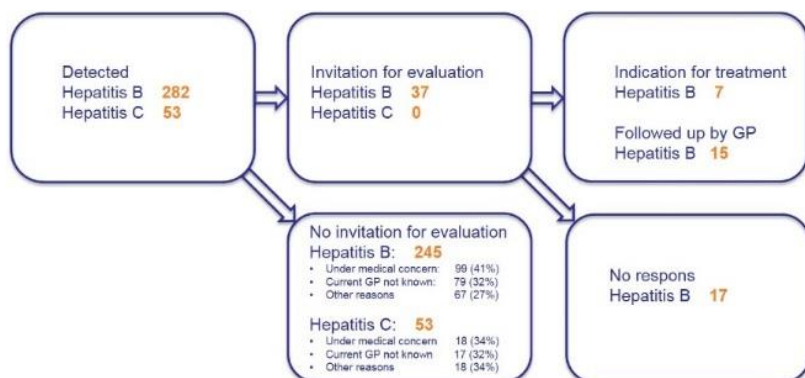 Detected
Hepatitis B 282
Hepatitis C 53
Invitation for evaluation
Hepatitis B 37
Hepatitis C 0
Indication for treatment
Hepatitis B 7
Followed up by GP
Hepatitis B 15
No invitation for evaluation
Hepatitis B: 245
• Under medical concern: 99 (41%)
• Current GP not known: 79 (32%)
• Other reasons 67 (27%)
Hepatitis C: 53
• Under medical concern 18 (34%)
• Current GP not known 17 (32%)
• Other reasons 18 (34%)
No respons
Hepatitis B 17